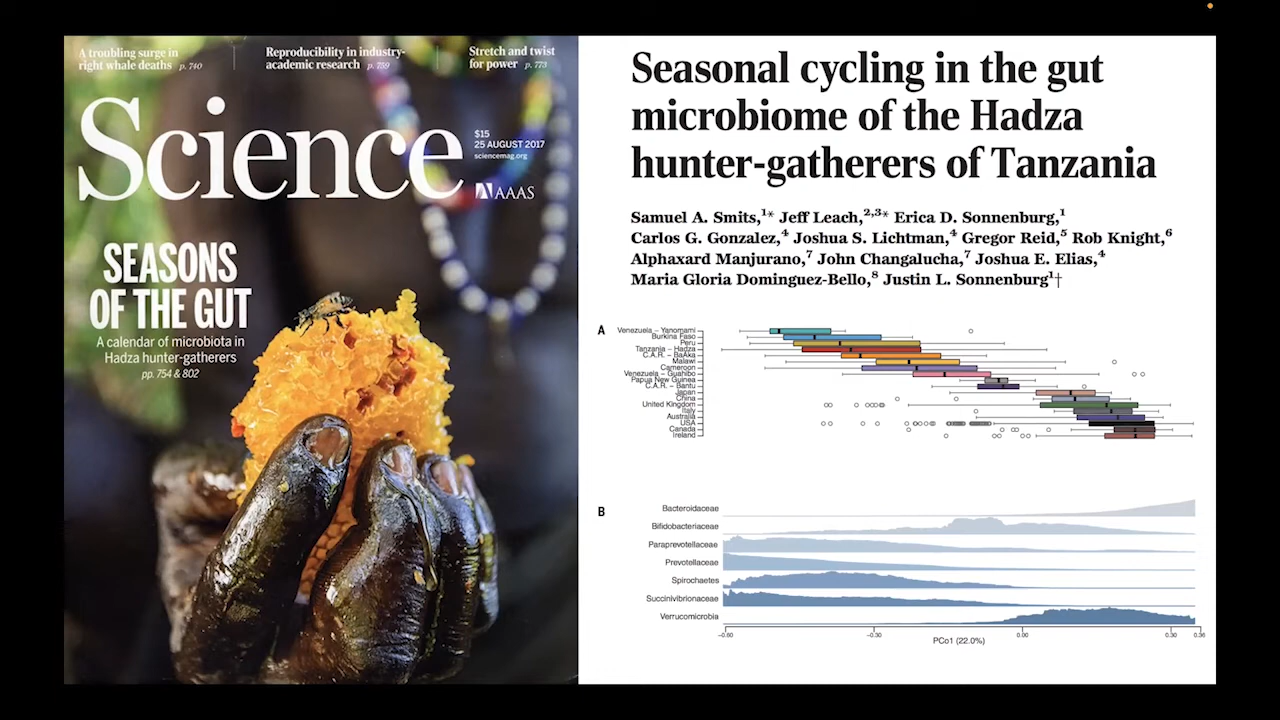 A troubling surge in
right whale deaths p. 740
Reproducibility in industry-
academic research p. 759
Stretch and twist
for power p. 773
Science
$15
25 AUGUST 2017
sciencemag.org
AAAS
SEASONS
OF THE GUT
A calendar of microbiota in
Hadza hunter-gatherers
pp. 754 & 802
Seasonal cycling in the gut
microbiome of the Hadza
hunter-gatherers of Tanzania
Samuel A. Smits,1* Jeff Leach,2,3* Erica D. Sonnenburg,1
Carlos G. Gonzalez,4 Joshua S. Lichtman,4 Gregor Reid,5 Rob Knight,6
Alphaxard Manjurano,7 John Changalucha,7 Joshua E. Elias,4
Maria Gloria Dominguez-Bello,8 Justin L. Sonnenburg1†
A
Venezuela – Yanomami
Burkina Faso
Peru
Tanzania – Hadza
C.A.R. – BaAka
Malawi
Cameroon
Venezuela – Guahibo
Papua New Guinea
C.A.R. – Bantu
Japan
China
United Kingdom
Italy
Australia
USA
Canada
Ireland
B
Bacteroidaceae
Bifidobacteriaceae
Paraprevotellaceae
Prevotellaceae
Spirochaetes
Succinivibrionaceae
Verrucomicrobia
−0.60 −0.30 0.00 0.30 0.36
PCo1 (22.0%)